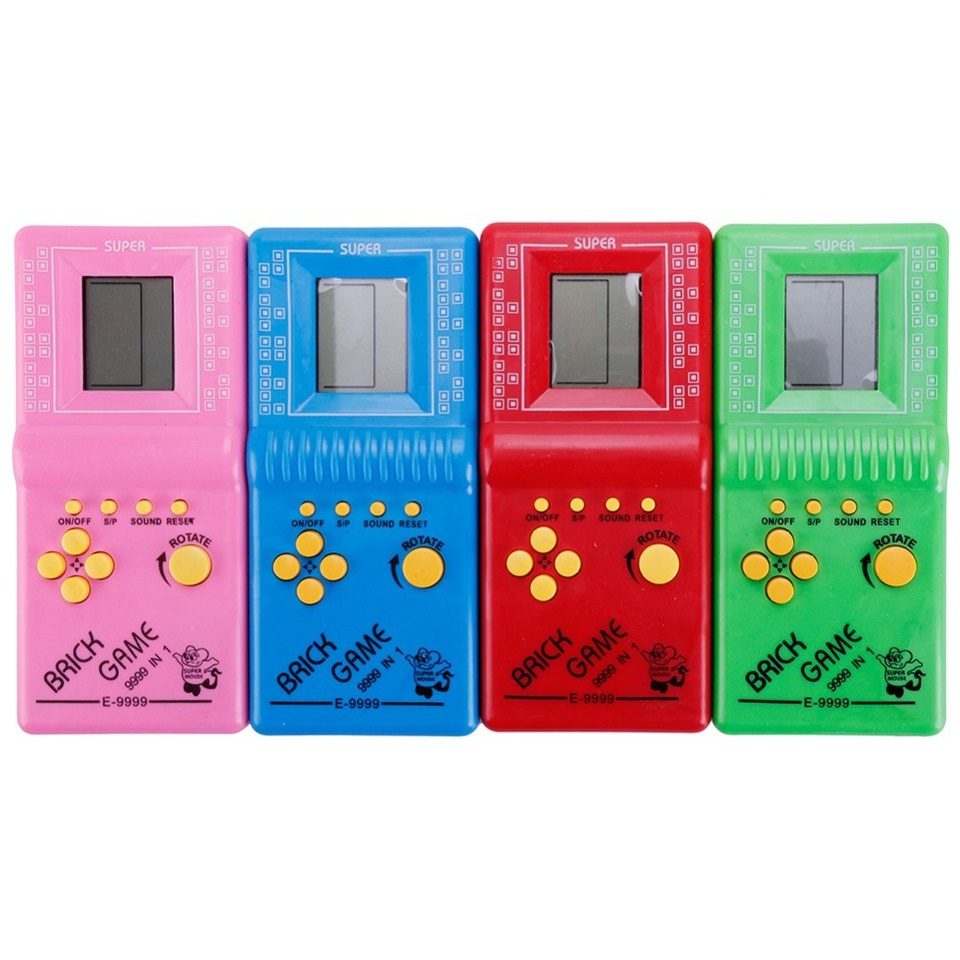 SUPER
ON/OFF S/P SOUND RESET
ROTATE
BRICK
GAME
9999 IN 1
SUPER
MOUSE
E-9999
SUPER
ON/OFF S/P SOUND RESET
ROTATE
BRICK
GAME
9999 IN 1
SUPER
MOUSE
E-9999
SUPER
ON/OFF S/P SOUND RESET
ROTATE
BRICK
GAME
9999 IN 1
SUPER
MOUSE
E-9999
SUPER
ON/OFF S/P SOUND RESET
ROTATE
BRICK
GAME
9999 IN 1
SUPER
MOUSE
E-9999